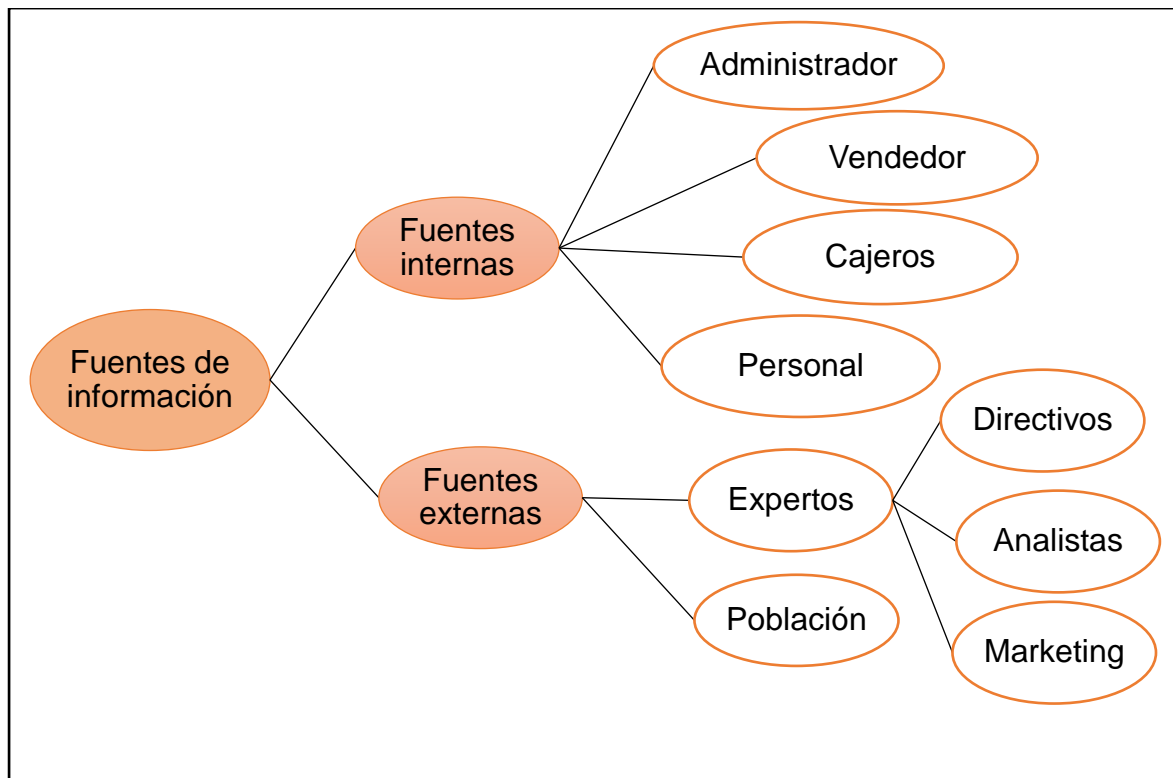 Fuentes de
información
Fuentes
internas
Administrador
Vendedor
Cajeros
Personal
Fuentes
externas
Expertos
Población
Directivos
Analistas
Marketing